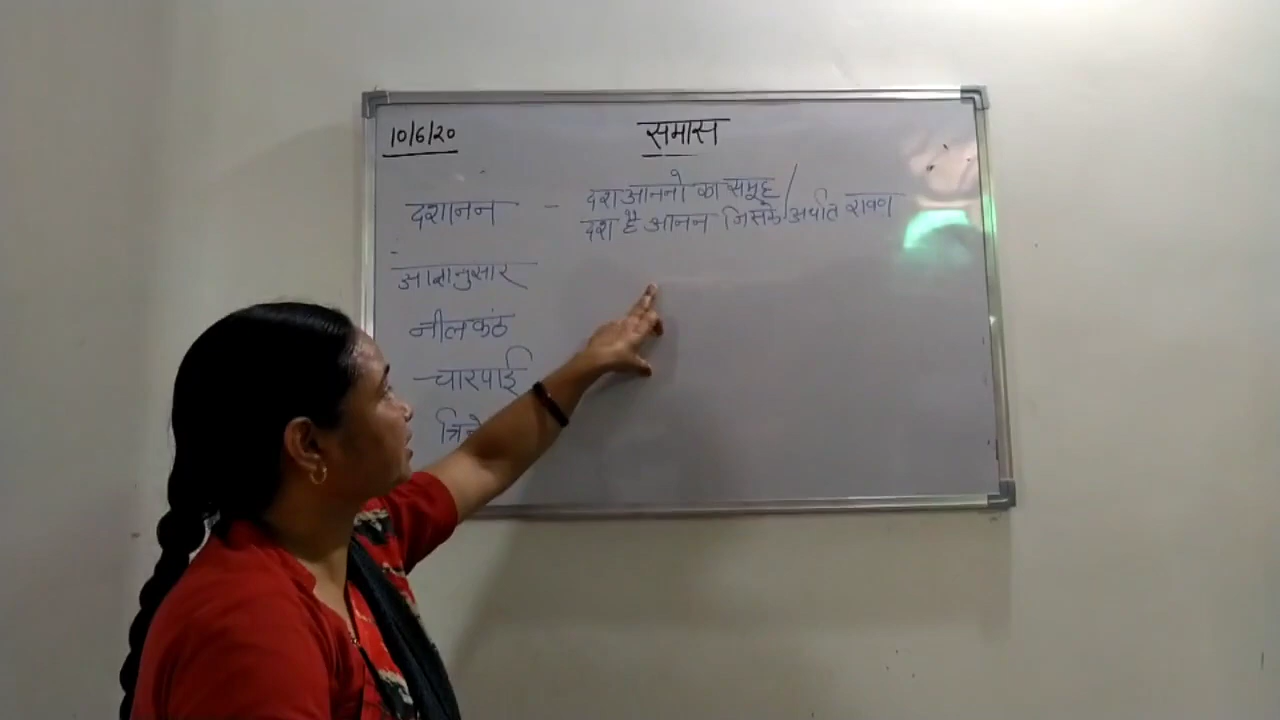 10/6/20
समास
दशानन - दश आननो का समूह /
दश है आनन जिसके अर्थात रावण
आज्ञानुसार
नीलकंठ
चारपाई